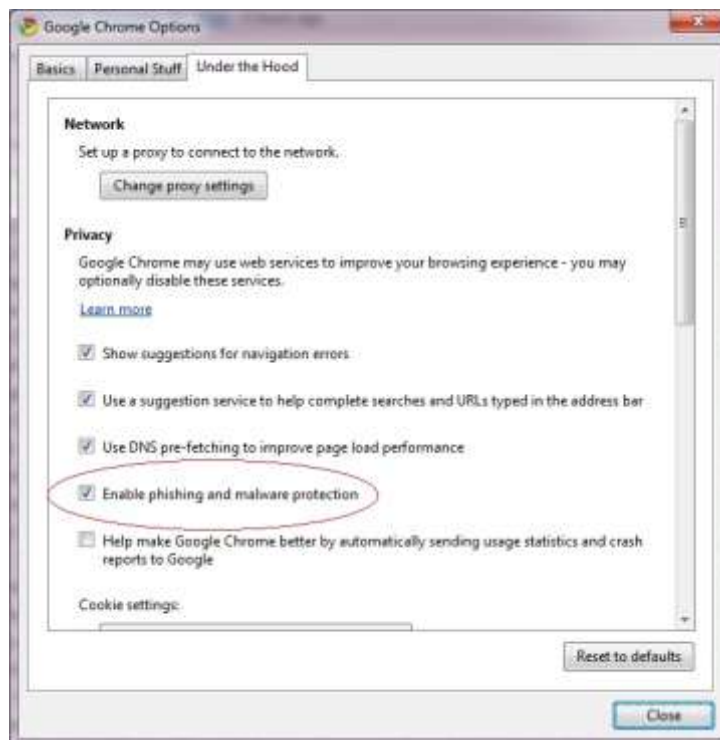 Google Chrome Options
Basics
Personal Stuff
Under the Hood
Network
Set up a proxy to connect to the network.
Change proxy settings
Privacy
Google Chrome may use web services to improve your browsing experience - you may
optionally disable these services.
Learn more
Show suggestions for navigation errors
Use a suggestion service to help complete searches and URLs typed in the address bar
Use DNS pre-fetching to improve page load performance
Enable phishing and malware protection
Help make Google Chrome better by automatically sending usage statistics and crash
reports to Google
Cookie settings:
Reset to defaults
Close